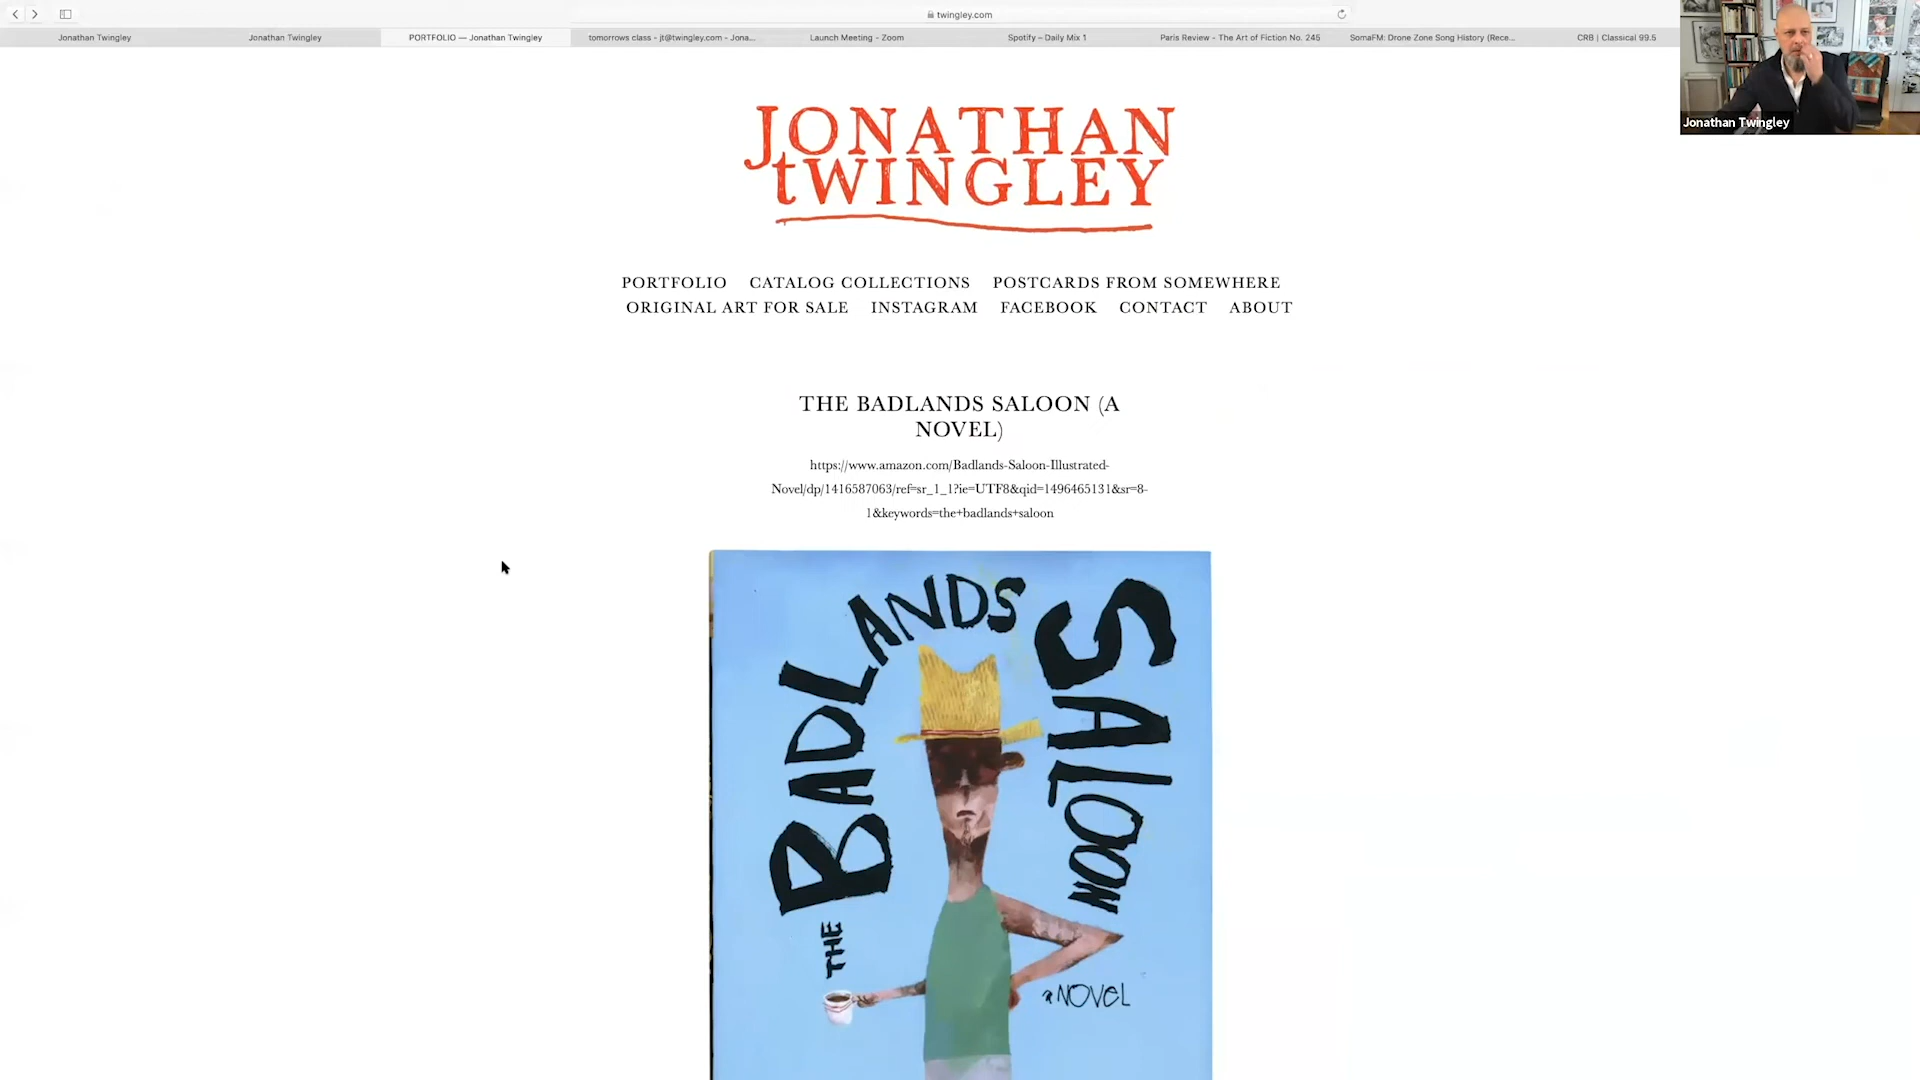 twingley.com
Jonathan Twingley
Jonathan Twingley
PORTFOLIO — Jonathan Twingley
tomorrows class - jt@twingley.com - Jona...
Launch Meeting - Zoom
Spotify – Daily Mix 1
Paris Review - The Art of Fiction No. 245
SomaFM: Drone Zone Song History (Rece...
CRB | Classical 99.5
Jonathan Twingley
JONATHAN
tWINGLEY
PORTFOLIO CATALOG COLLECTIONS POSTCARDS FROM SOMEWHERE
ORIGINAL ART FOR SALE INSTAGRAM FACEBOOK CONTACT ABOUT
THE BADLANDS SALOON (A
NOVEL)
https://www.amazon.com/Badlands-Saloon-Illustrated-
Novel/dp/1416587063/ref=sr_1_1?ie=UTF8&qid=1496465131&sr=8-
1&keywords=the+badlands+saloon
THE BADLANDS SALOON
a NOVEL